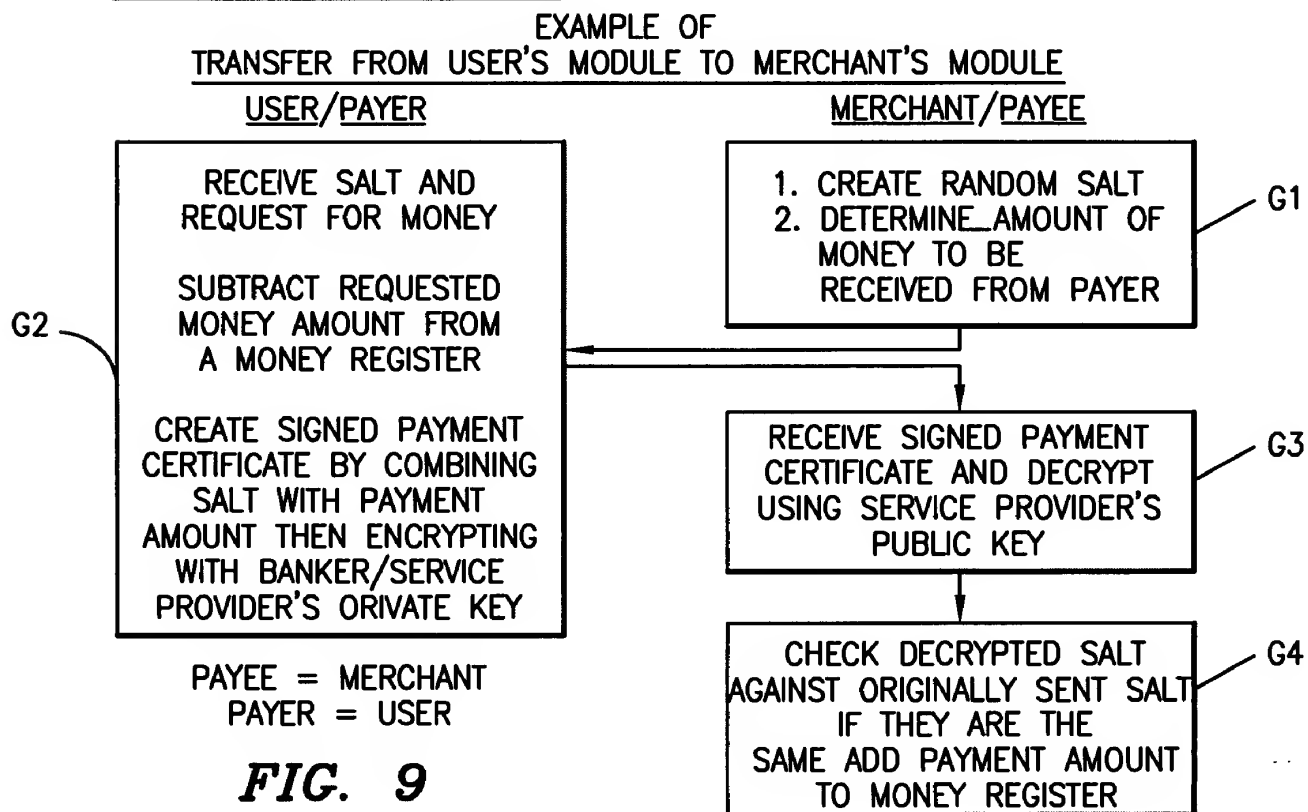 EXAMPLE OF
TRANSFER FROM USER'S MODULE TO MERCHANT'S MODULE
USER/PAYER
MERCHANT/PAYEE
RECEIVE SALT AND
REQUEST FOR MONEY
SUBTRACT REQUESTED
MONEY AMOUNT FROM
A MONEY REGISTER
CREATE SIGNED PAYMENT
CERTIFICATE BY COMBINING
SALT WITH PAYMENT
AMOUNT THEN ENCRYPTING
WITH BANKER/SERVICE
PROVIDER'S ORIVATE KEY
G2
1. CREATE RANDOM SALT
2. DETERMINE AMOUNT OF
MONEY TO BE
RECEIVED FROM PAYER
G1
RECEIVE SIGNED PAYMENT
CERTIFICATE AND DECRYPT
USING SERVICE PROVIDER'S
PUBLIC KEY
G3
CHECK DECRYPTED SALT
AGAINST ORIGINALLY SENT SALT
IF THEY ARE THE
SAME ADD PAYMENT AMOUNT
TO MONEY REGISTER
G4
PAYEE = MERCHANT
PAYER = USER
FIG. 9